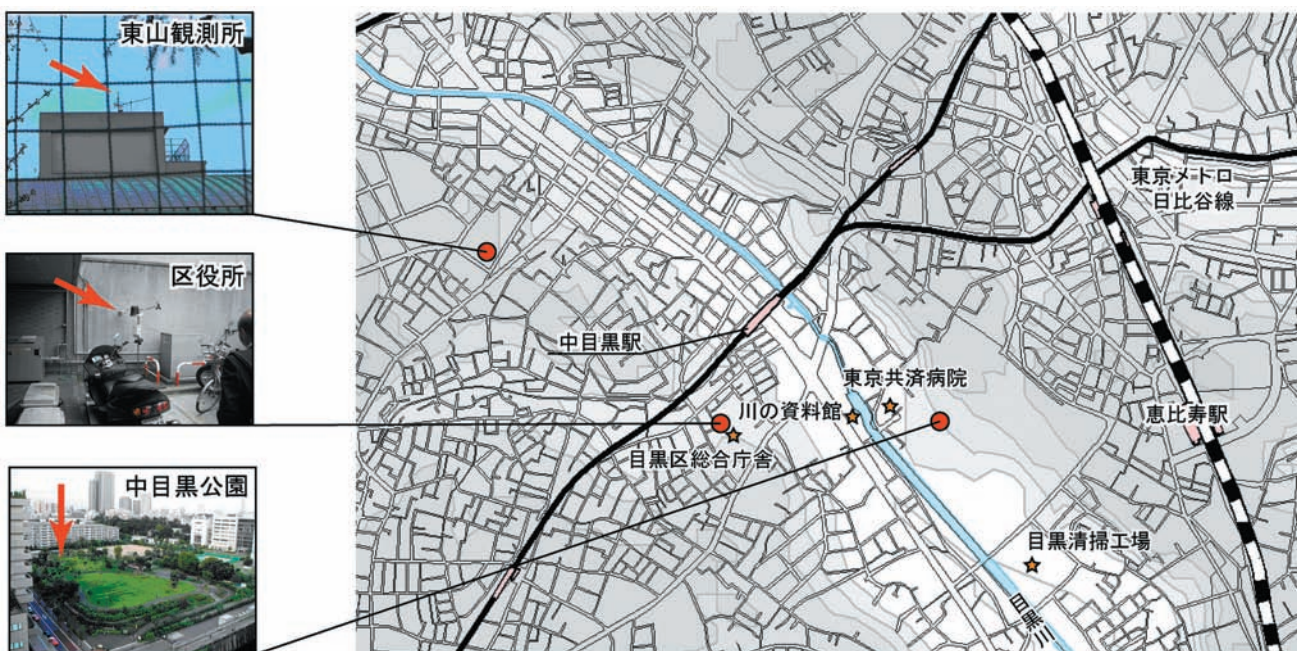 東山観測所
区役所
中目黒公園
東京メトロ
日比谷線
中目黒駅
東京共済病院
川の資料館
恵比寿駅
目黒区総合庁舎
目黒清掃工場
目黒川